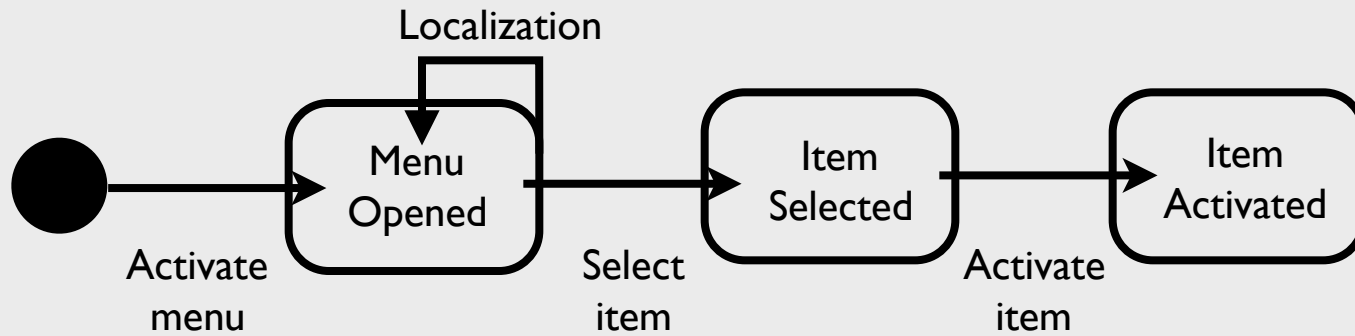 Localization
Menu
Opened
Item
Selected
Item
Activated
Activate
menu
Select
item
Activate
item